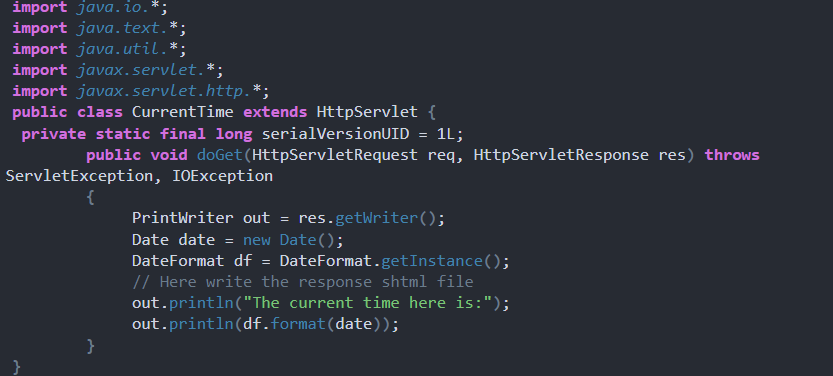 import java.io.*;
import java.text.*;
import java.util.*;
import javax.servlet.*;
import javax.servlet.http.*;
public class CurrentTime extends HttpServlet {
private static final long serialVersionUID = 1L;
public void doGet(HttpServletRequest req, HttpServletResponse res) throws
ServletException, IOException
{
PrintWriter out = res.getWriter();
Date date = new Date();
DateFormat df = DateFormat.getInstance();
// Here write the response shtml file
out.println("The current time here is:");
out.println(df.format(date));
}
}